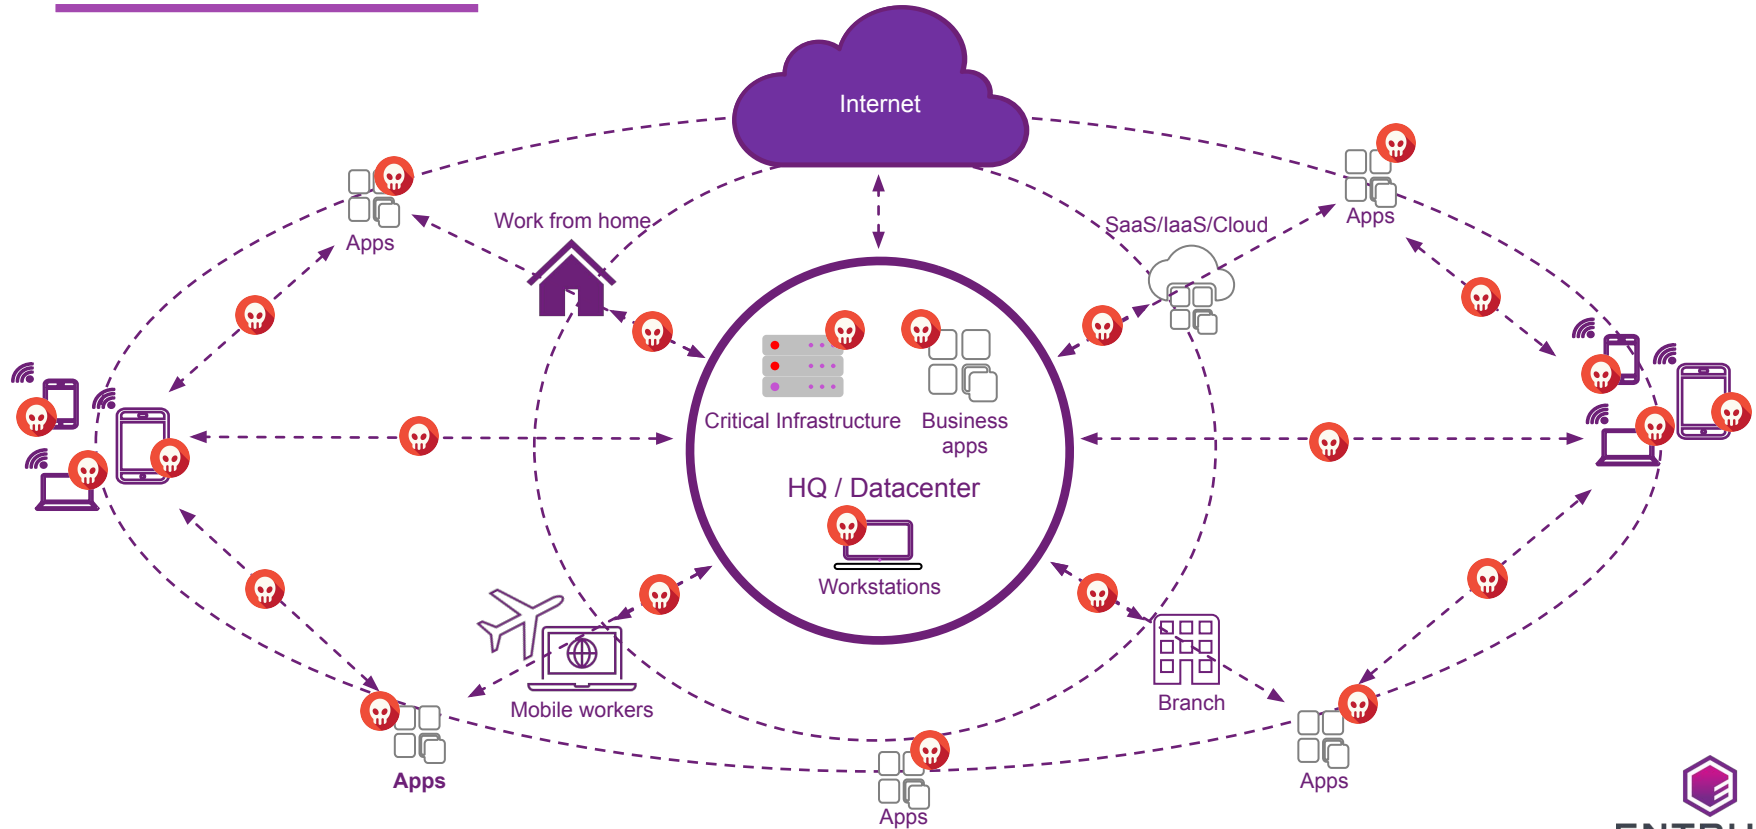 Internet
Work from home
SaaS/IaaS/Cloud
Apps
Apps
Critical Infrastructure
Business
apps
HQ / Datacenter
Workstations
Mobile workers
Branch
Apps
Apps
Apps